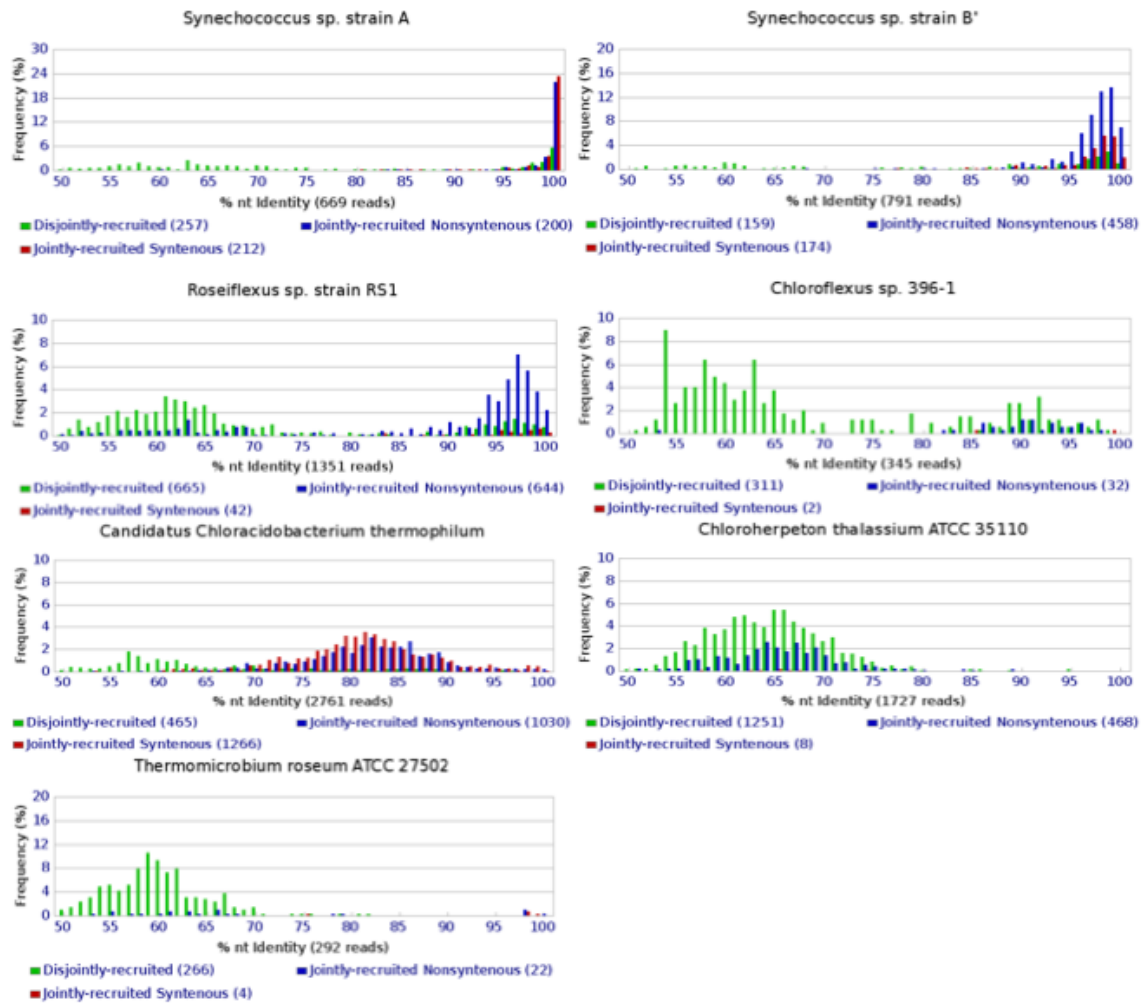 Synechococcus sp. strain A
Frequency (%)
30
24
18
12
6
0
50 55 60 65 70 75 80 85 90 95 100
% nt Identity (669 reads)
Disjointly-recruited (257)
Jointly-recruited Nonsyntenous (200)
Jointly-recruited Syntenous (212)
Synechococcus sp. strain B'
Frequency (%)
20
16
12
8
4
0
50 55 60 65 70 75 80 85 90 95 100
% nt Identity (791 reads)
Disjointly-recruited (159)
Jointly-recruited Nonsyntenous (458)
Jointly-recruited Syntenous (174)
Roseiflexus sp. strain RS1
Frequency (%)
10
8
6
4
2
0
50 55 60 65 70 75 80 85 90 95 100
% nt Identity (1351 reads)
Disjointly-recruited (665)
Jointly-recruited Nonsyntenous (644)
Jointly-recruited Syntenous (42)
Chloroflexus sp. 396-1
Frequency (%)
10
8
6
4
2
0
50 55 60 65 70 75 80 85 90 95 100
% nt Identity (345 reads)
Disjointly-recruited (311)
Jointly-recruited Nonsyntenous (32)
Jointly-recruited Syntenous (2)
Candidatus Chloracidobacterium thermophilum
Frequency (%)
10
8
6
4
2
0
50 55 60 65 70 75 80 85 90 95 100
% nt Identity (2761 reads)
Disjointly-recruited (465)
Jointly-recruited Nonsyntenous (1030)
Jointly-recruited Syntenous (1266)
Chloroherpeton thalassium ATCC 35110
Frequency (%)
10
8
6
4
2
0
50 55 60 65 70 75 80 85 90 95 100
% nt Identity (1727 reads)
Disjointly-recruited (1251)
Jointly-recruited Nonsyntenous (468)
Jointly-recruited Syntenous (8)
Thermomicrobium roseum ATCC 27502
Frequency (%)
20
16
12
8
4
0
50 55 60 65 70 75 80 85 90 95 100
% nt Identity (292 reads)
Disjointly-recruited (266)
Jointly-recruited Nonsyntenous (22)
Jointly-recruited Syntenous (4)